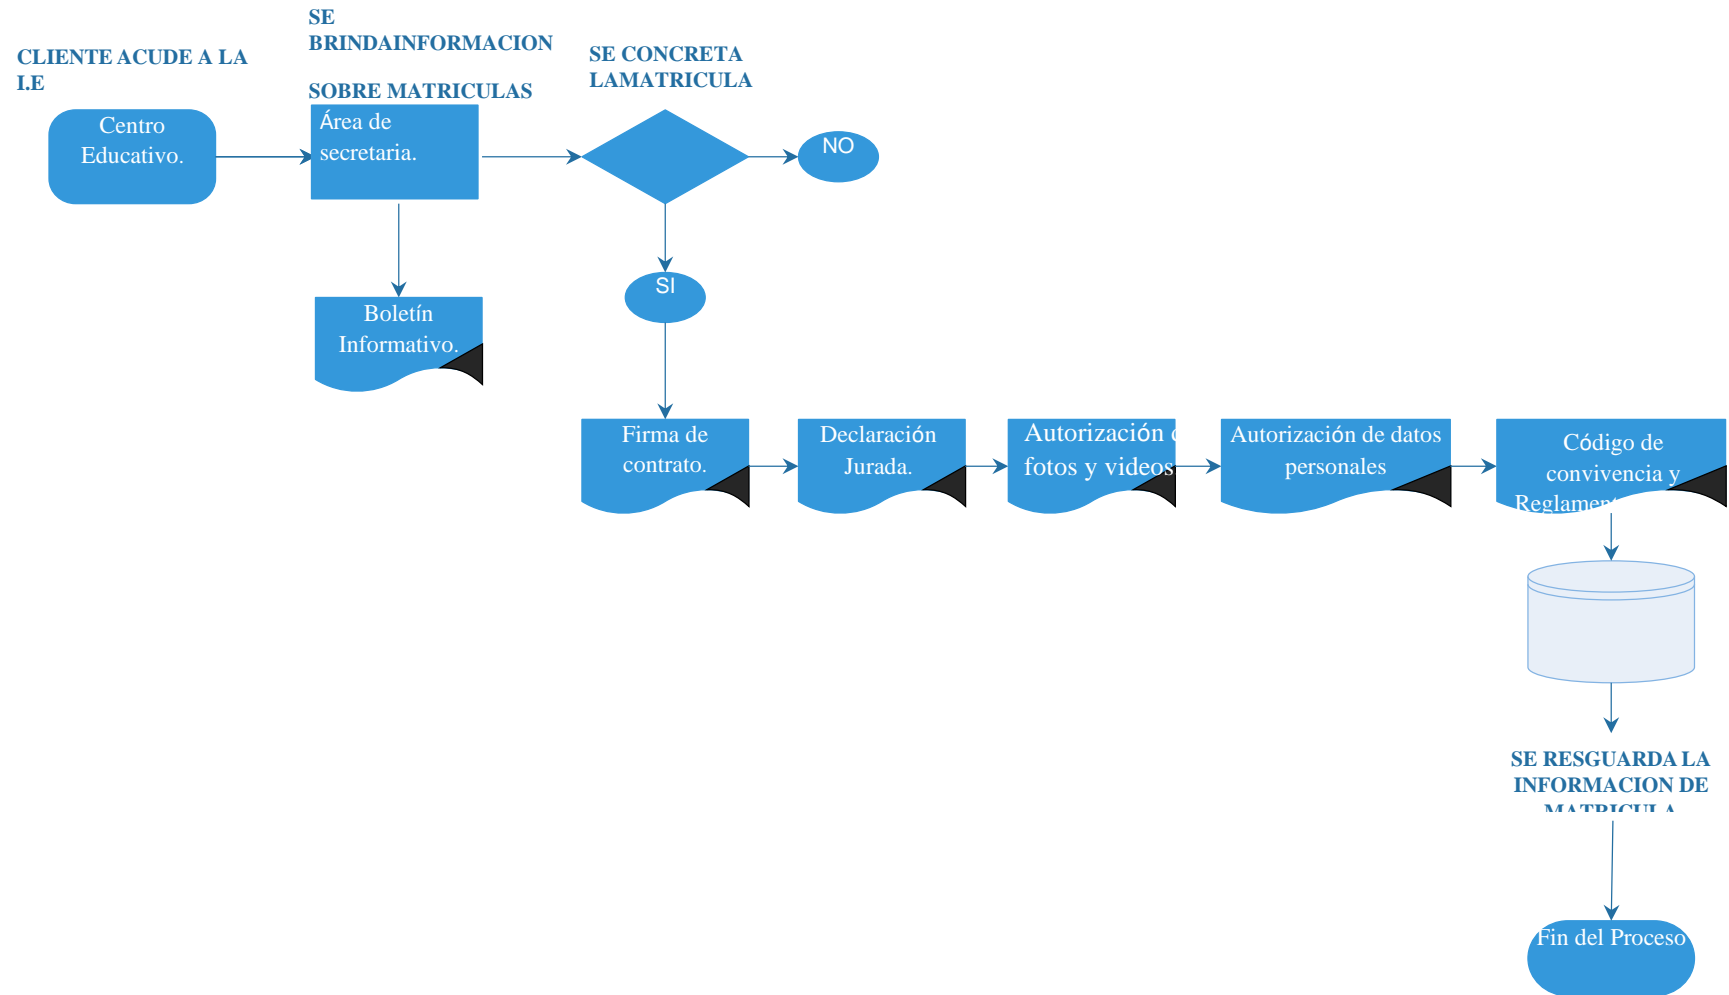 CLIENTE ACUDE A LA
I.E
SE
BRINDAINFORMACION
SOBRE MATRICULAS
SE CONCRETA
LAMATRICULA
Centro
Educativo.
Área de
secretaria.
NO
SI
Boletín
Informativo.
Firma de
contrato.
Declaración
Jurada.
Autorización
fotos y videos
Autorización de datos
personales
Código de
convivencia y
SE RESGUARDA LA
INFORMACION DE
MATRICULA
Fin del Proceso